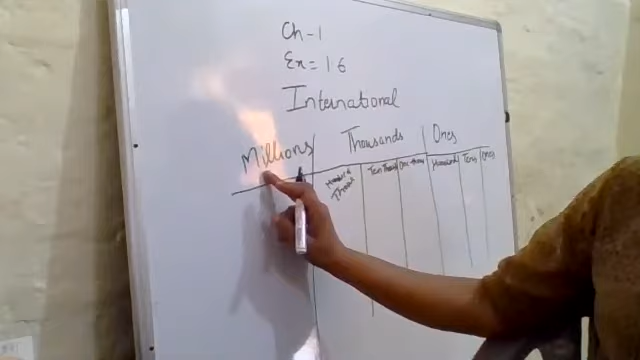 Ch - 1
Ex = 1 6
International
Millions Thousands Ones
Hundred Thousand Ten Thousand One-thousand Hundred Tens Ones